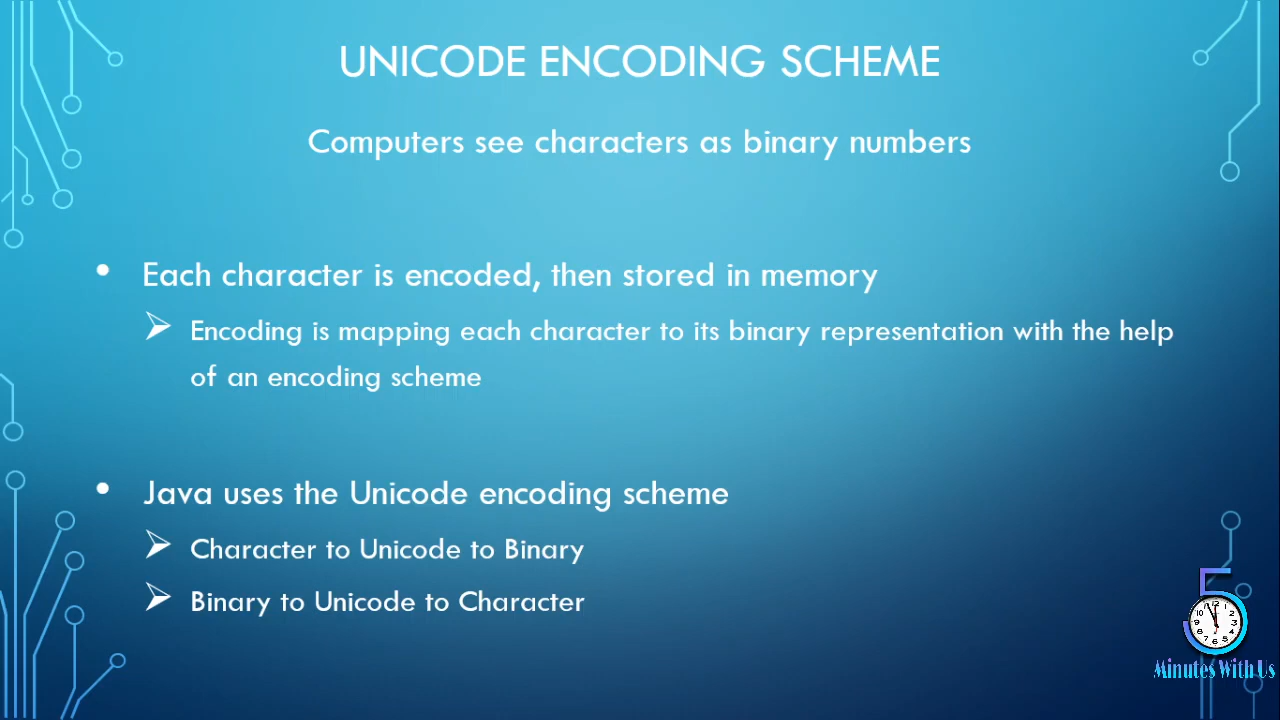 UNICODE ENCODING SCHEME
Computers see characters as binary numbers
• Each character is encoded, then stored in memory
➢ Encoding is mapping each character to its binary representation with the help
of an encoding scheme
• Java uses the Unicode encoding scheme
➢ Character to Unicode to Binary
➢ Binary to Unicode to Character
5
Minutes With Us